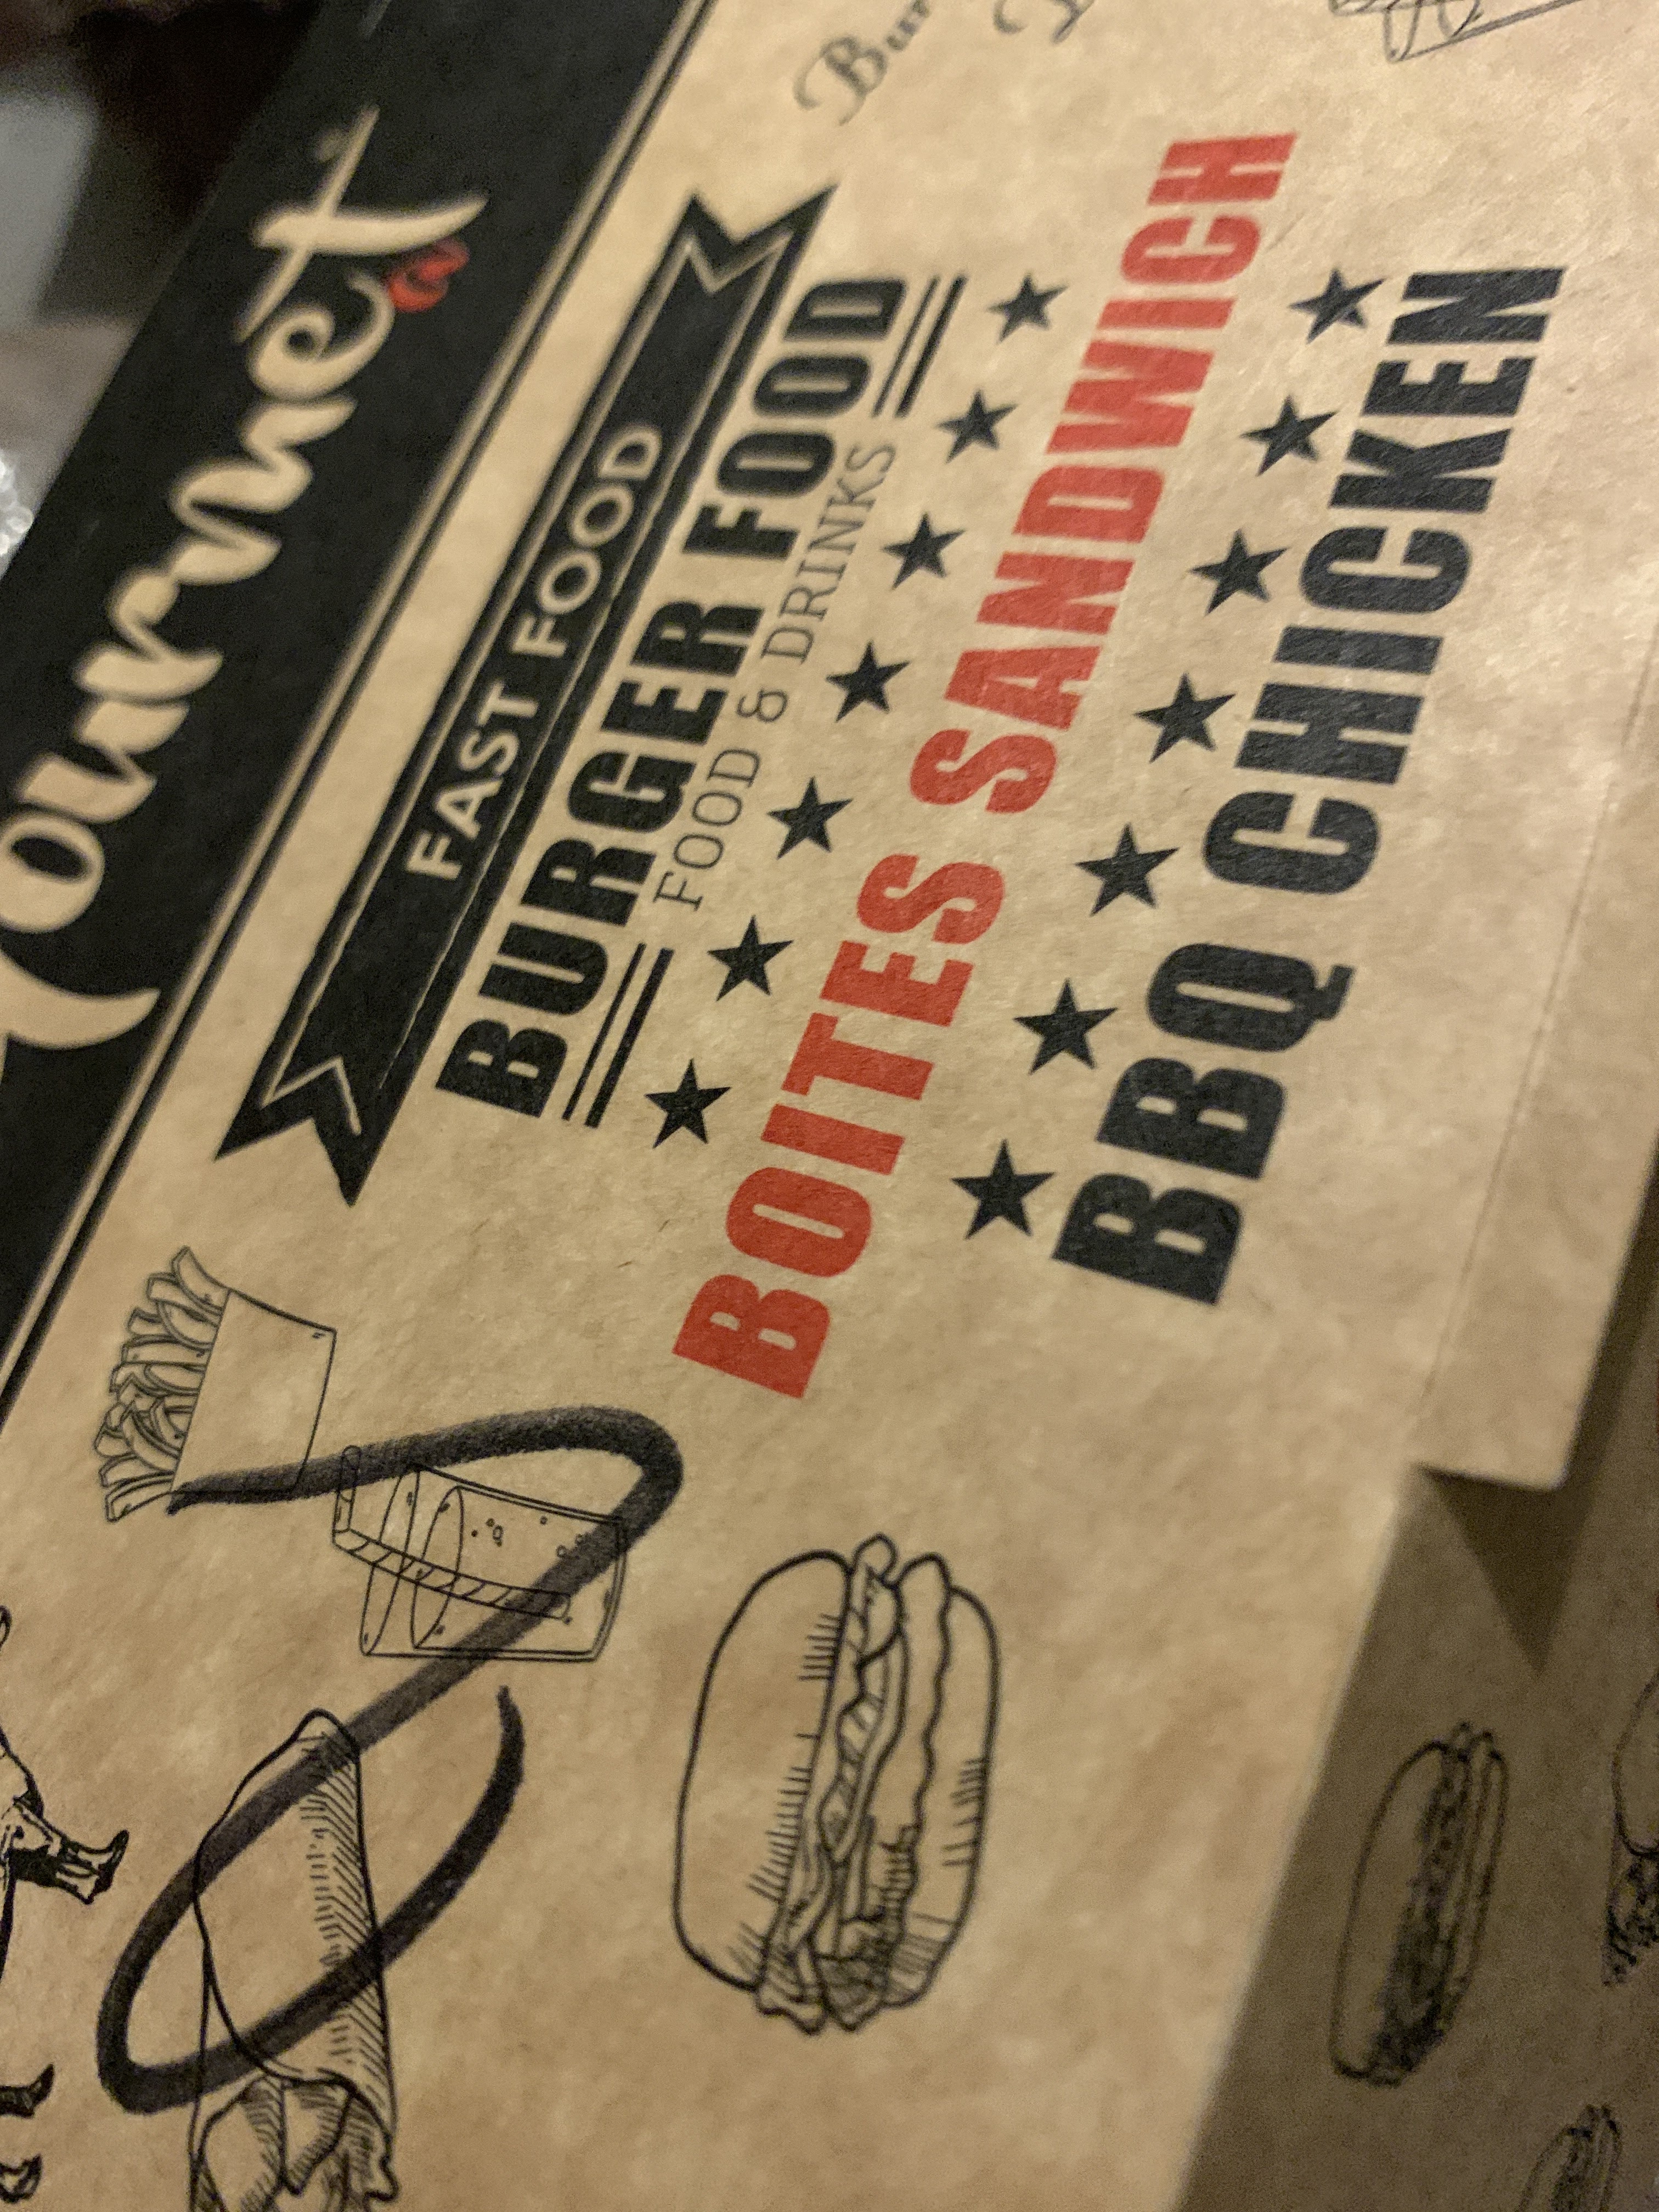 Gourmet
FAST FOOD
BURGER FOOD
FOOD & DRINKS
BOITES SANDWICH
BBQ CHICKEN